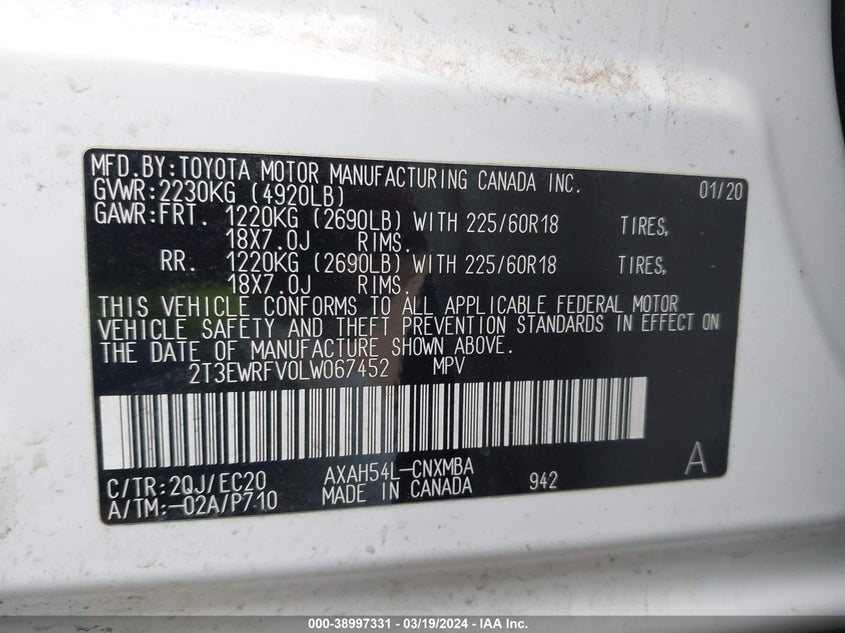 MFD.BY:TOYOTA MOTOR MANUFACTURING CANADA INC. 01/20
GVWR:2230KG (4920LB)
GAWR:FRT. 1220KG (2690LB) WITH 225/60R18 TIRES,
18X7.0J RIMS.
RR. 1220KG (2690LB) WITH 225/60R18 TIRES,
18X7.0J RIMS.
THIS VEHICLE CONFORMS TO ALL APPLICABLE FEDERAL MOTOR
VEHICLE SAFETY AND THEFT PREVENTION STANDARDS IN EFFECT ON
THE DATE OF MANUFACTURE SHOWN ABOVE.
2T3EWRFV0LW067452 MPV
C/TR:2QJ/EC20 AXAH54L-CNXMBA 942 A
A/TM:-02A/P710 MADE IN CANADA
000-38997331 - 03/19/2024 - IAA Inc.